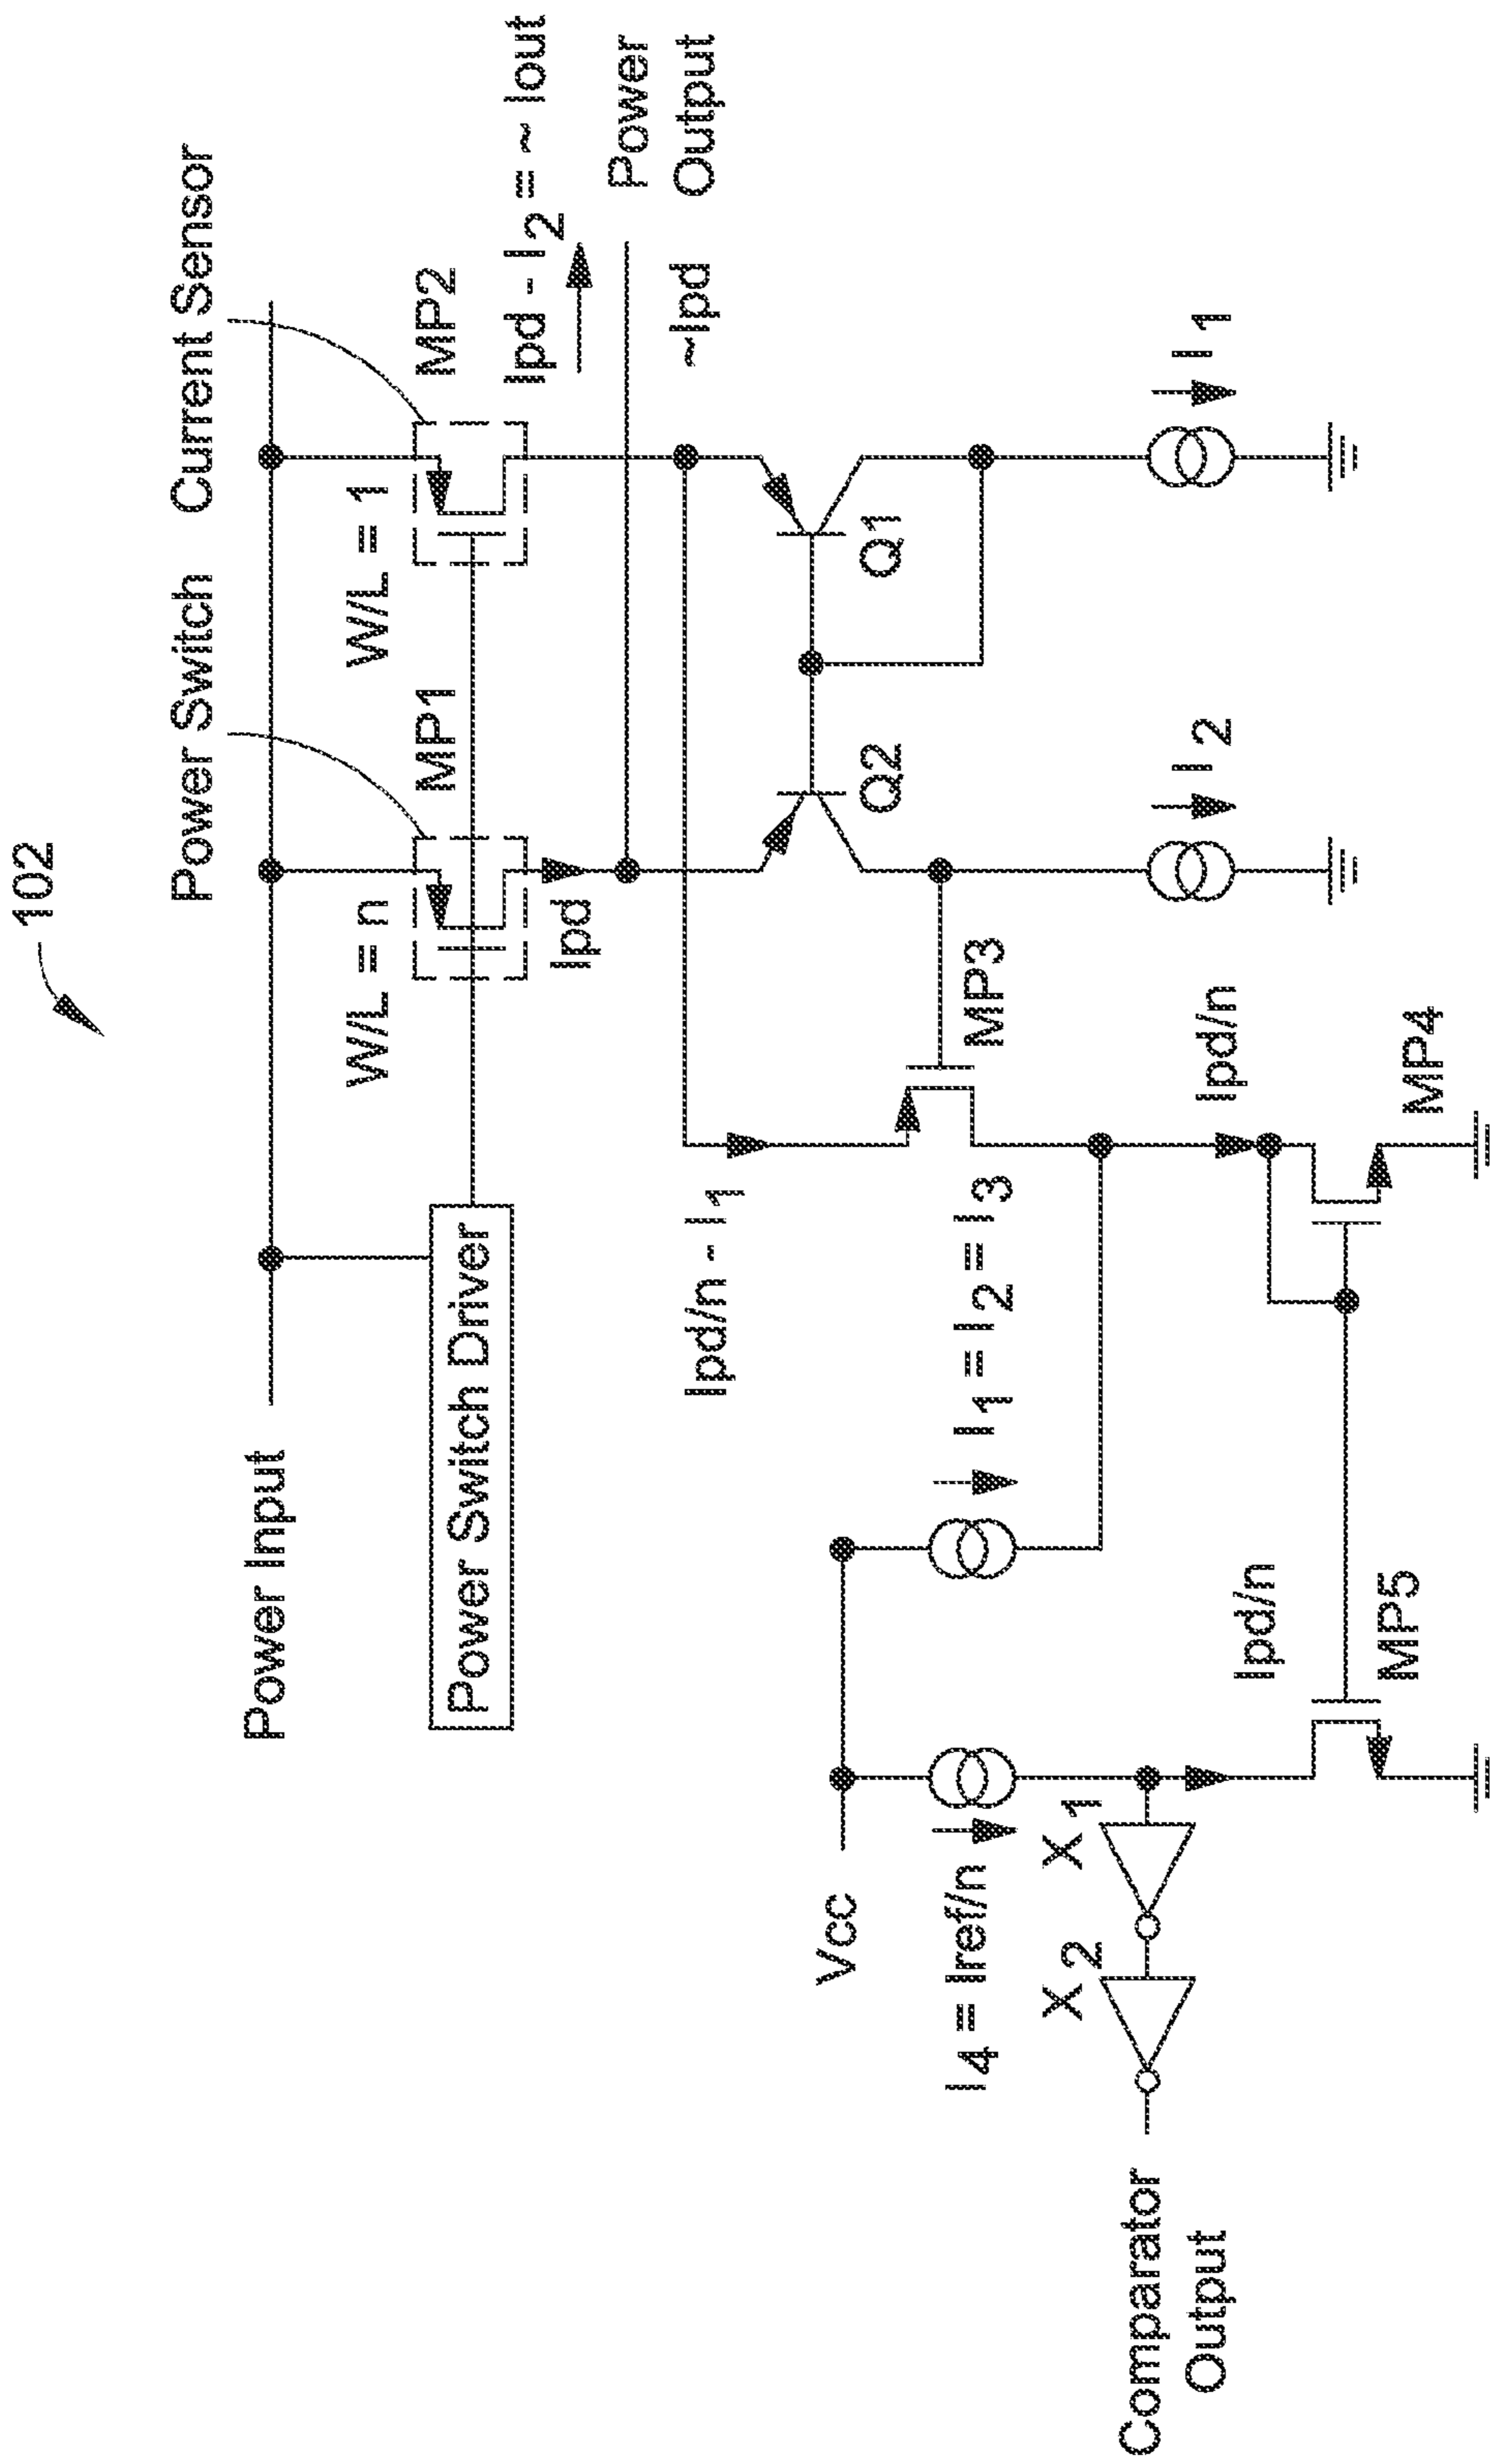 102
Power Switch
Current Sensor
Power Input
W/L = n
W/L = 1
Power Switch Driver
MP1
MP2
Ipd
Ipd - I2 = ~ Iout
Power
Output
Ipd/n - I1
~Ipd
Vcc
Q2
Q1
I4 = Iref/n
I1 = I2 = I3
MP3
X2
X1
I2
I1
Comparator
Output
Ipd/n
Ipd/n
MP5
MP4